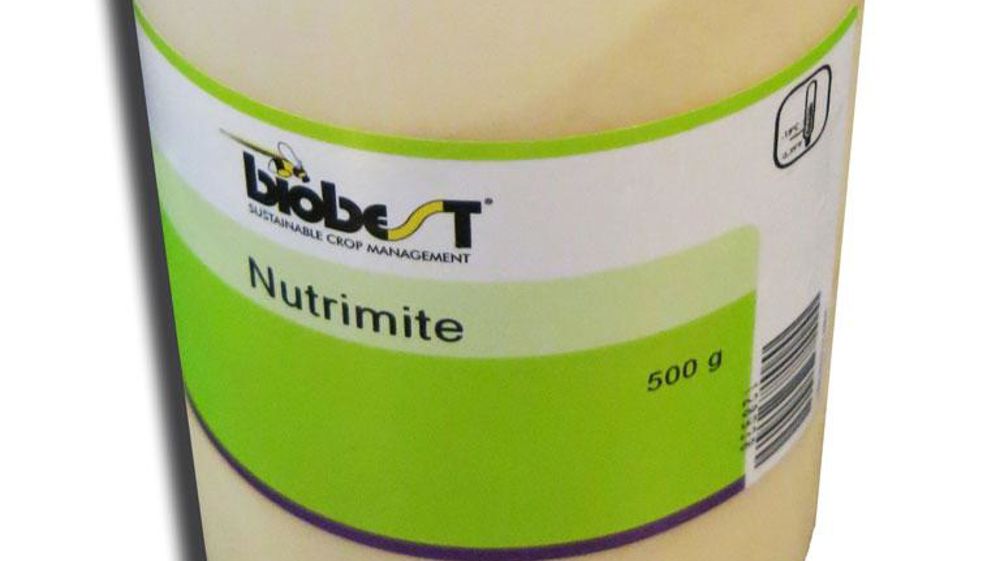 biobest®
SUSTAINABLE CROP MANAGEMENT
Nutrimite
500 g